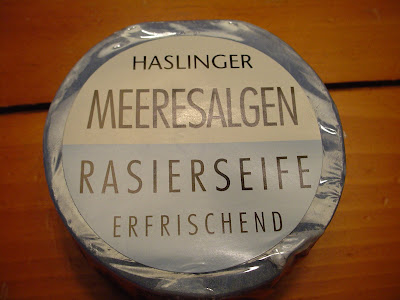 HASLINGER
MEERESALGEN
RASIERSEIFE
ERFRISCHEND